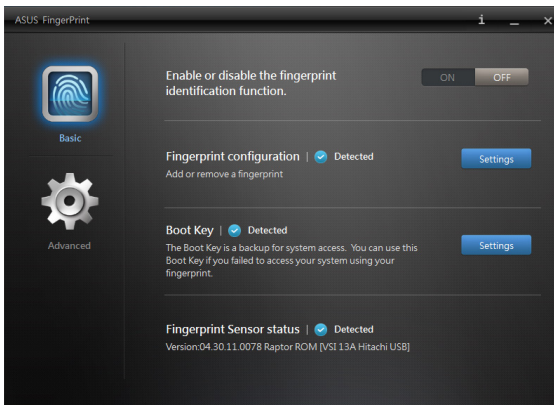 ASUS FingerPrint
Basic
Advanced
Enable or disable the fingerprint
identification function.
ON OFF
Fingerprint configuration | Detected
Add or remove a fingerprint
Settings
Boot Key | Detected
The Boot Key is a backup for system access. You can use this
Boot Key if you failed to access your system using your
fingerprint.
Settings
Fingerprint Sensor status | Detected
Version:04.30.11.0078 Raptor ROM [VSI 13A Hitachi USB]